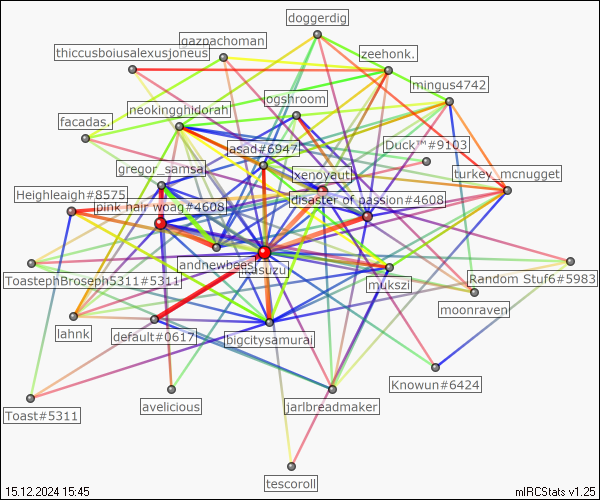 doggerdig
gazpachoman
thiccusboiusalexusjoneus
zeehonk.
mingus4742
ogshroom
neokingghidorah
facadas.
Duck™#9103
asad#6947
gregor_samsa.
xenoyaut
turkey_mcnugget
Heighleaigh#8575
disaster of passion#4608
pink hair woag#4608
andnewbees
masuzu
ToastephBroseph5311#5311
mukszi
Random Stuf6#5983
moonraven
lahnk
default#0617
bigcitysamurai
Knowun#6424
Toast#5311
avelicious
jarlbreadmaker
tescoroll
15.12.2024 15:45
mIRCStats v1.25